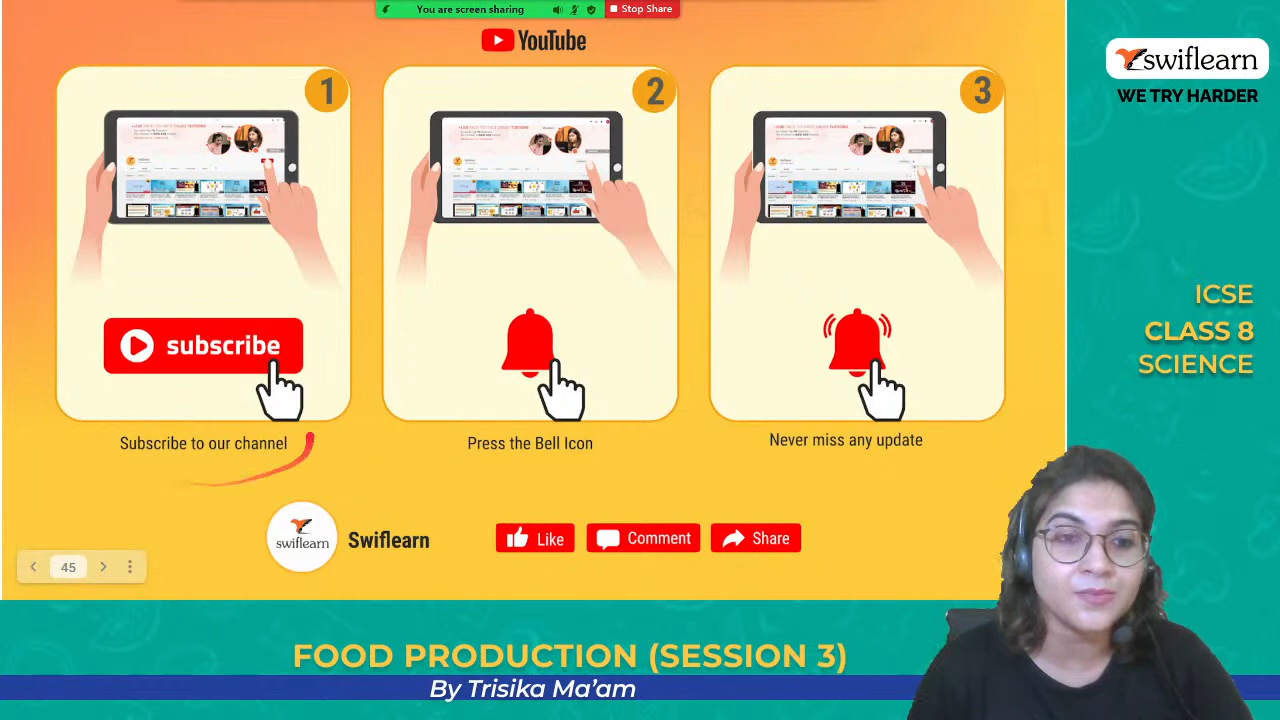 You are screen sharing
Stop Share
YouTube
swiflearn
WE TRY HARDER
1
2
3
subscribe
Subscribe to our channel
Press the Bell Icon
Never miss any update
ICSE
CLASS 8
SCIENCE
swiflearn
Swiflearn
Like
Comment
Share
45
FOOD PRODUCTION (SESSION 3)
By Trisika Ma'am